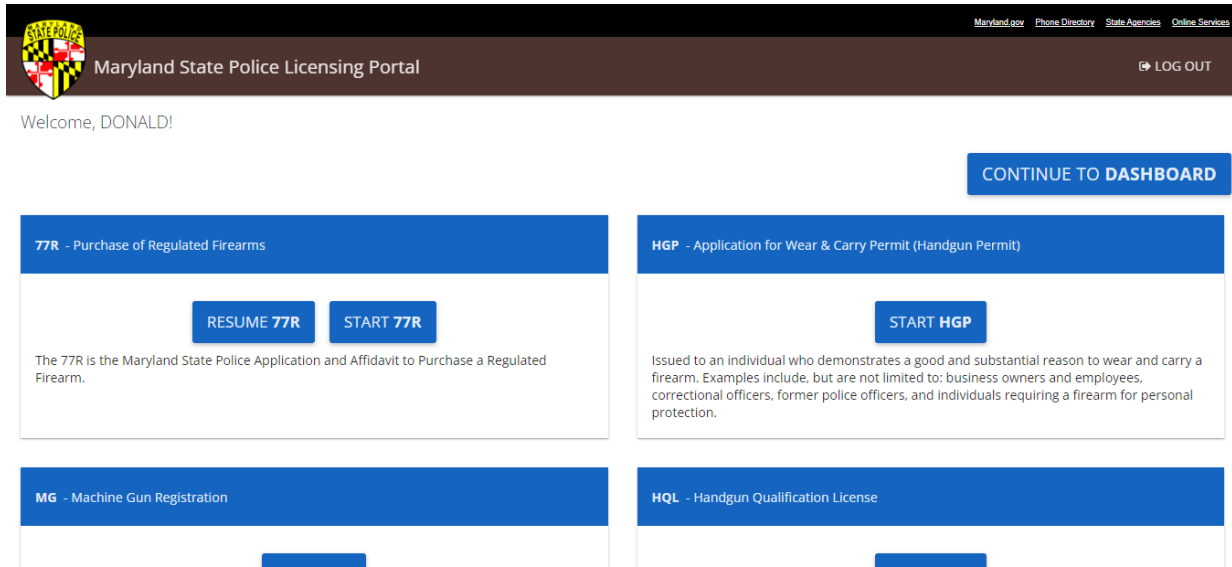 Maryland.gov Phone Directory State Agencies Online Services
STATE POLICE
Maryland State Police Licensing Portal
LOG OUT
Welcome, DONALD!
CONTINUE TO DASHBOARD
77R - Purchase of Regulated Firearms
RESUME 77R START 77R
The 77R is the Maryland State Police Application and Affidavit to Purchase a Regulated
Firearm.
HGP - Application for Wear & Carry Permit (Handgun Permit)
START HGP
Issued to an individual who demonstrates a good and substantial reason to wear and carry a
firearm. Examples include, but are not limited to: business owners and employees,
correctional officers, former police officers, and individuals requiring a firearm for personal
protection.
MG - Machine Gun Registration
HQL - Handgun Qualification License